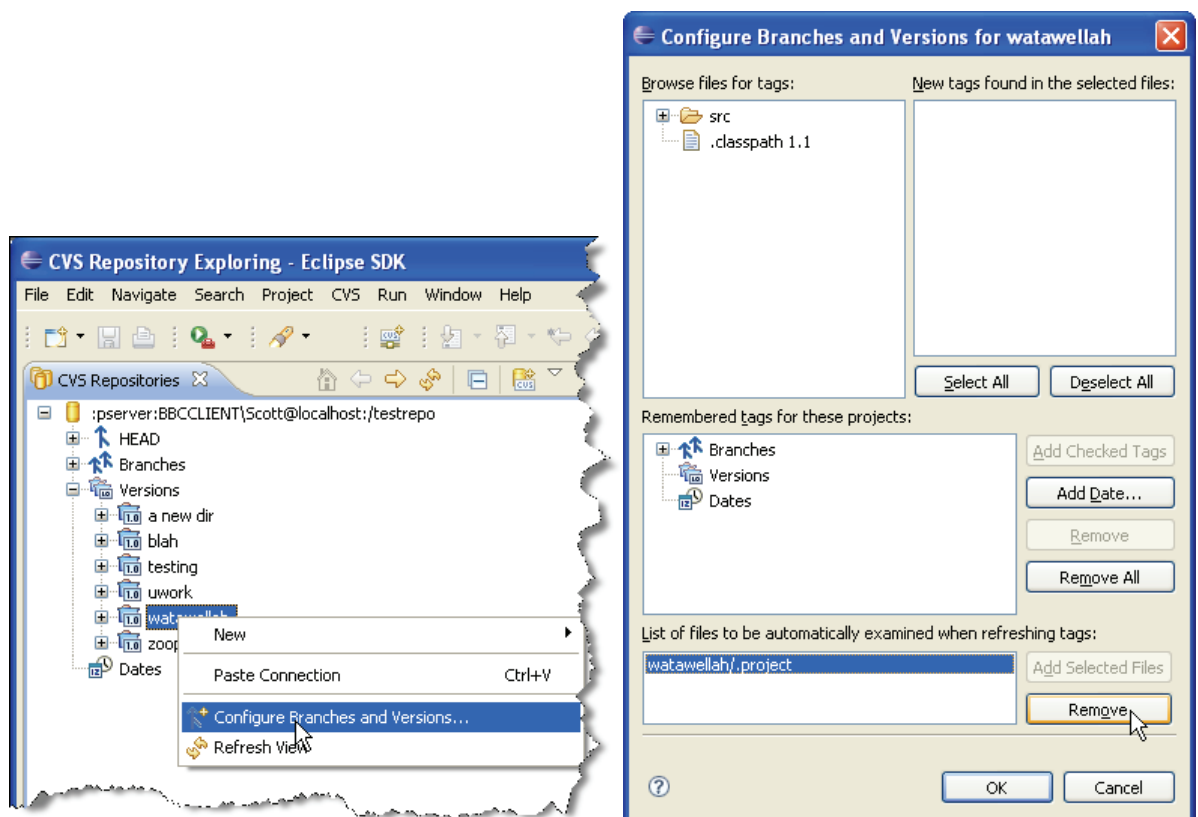 CVS Repository Exploring - Eclipse SDK
File Edit Navigate Search Project CVS Run Window Help
CVS Repositories
:pserver:BBCCLIENT\Scott@localhost:/testrepo
HEAD
Branches
Versions
a new dir
blah
testing
uwork
Dates
New
Paste Connection Ctrl+V
Configure Branches and Versions...
Refresh View
Configure Branches and Versions for watawellah
Browse files for tags:
New tags found in the selected files:
src
.classpath 1.1
Select All
Deselect All
Remembered tags for these projects:
Branches
Versions
Dates
Add Checked Tags
Add Date...
Remove
Remove All
List of files to be automatically examined when refreshing tags:
watawellah/.project
Add Selected Files
Remove
OK
Cancel